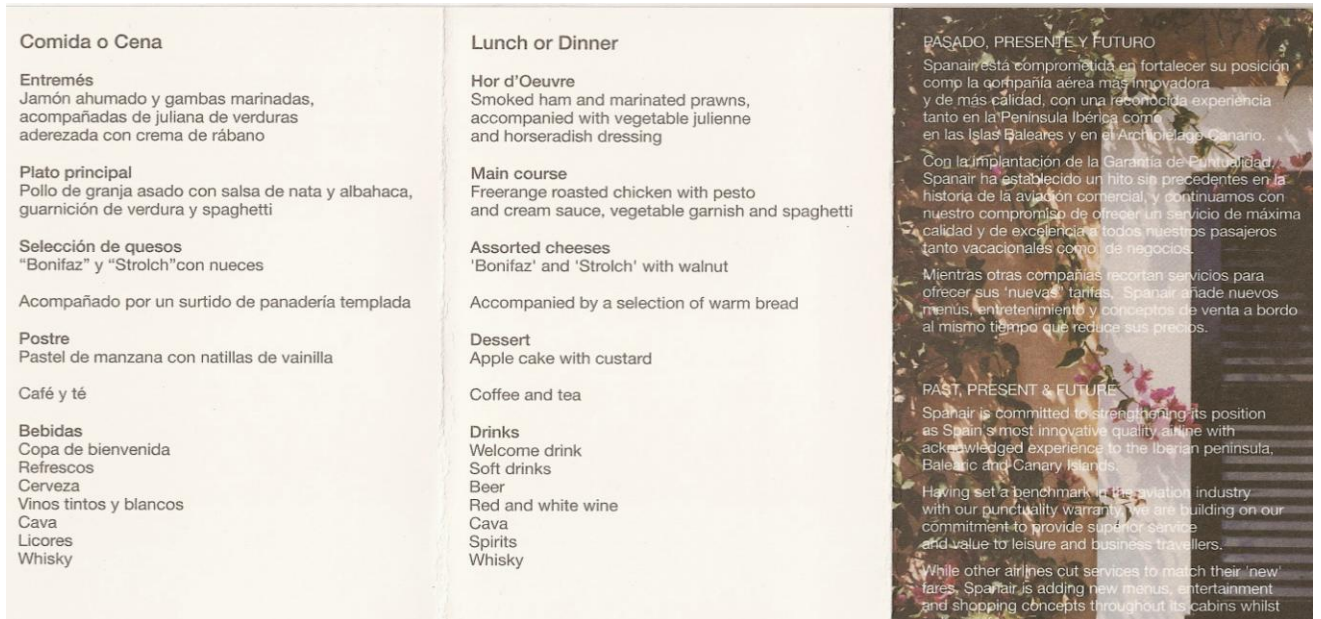 Comida o Cena
Entremés
Jamón ahumado y gambas marinadas,
acompañadas de juliana de verduras
aderezada con crema de rábano
Plato principal
Pollo de granja asado con salsa de nata y albahaca,
guarnición de verdura y spaghetti
Selección de quesos
“Bonifaz” y “Strolch”con nueces
Acompañado por un surtido de panadería templada
Postre
Pastel de manzana con natillas de vainilla
Café y té
Bebidas
Copa de bienvenida
Refrescos
Cerveza
Vinos tintos y blancos
Cava
Licores
Whisky
Lunch or Dinner
Hor d'Oeuvre
Smoked ham and marinated prawns,
accompanied with vegetable julienne
and horseradish dressing
Main course
Freerange roasted chicken with pesto
and cream sauce, vegetable garnish and spaghetti
Assorted cheeses
'Bonifaz' and 'Strolch' with walnut
Accompanied by a selection of warm bread
Dessert
Apple cake with custard
Coffee and tea
Drinks
Welcome drink
Soft drinks
Beer
Red and white wine
Cava
Spirits
Whisky
PASADO, PRESENTE Y FUTURO
Spanair está comprometida en fortalecer su posición
como la compañía aérea más innovadora
y de más calidad, con una reconocida experiencia
tanto en la Península Ibérica como
en las Islas Baleares y en el Archipiélago Canario.
Con la implantación de la Garantía de Puntualidad,
Spanair ha establecido un hito sin precedentes en la
historia de la aviación comercial, y continuamos con
nuestro compromiso de ofrecer un servicio de máxima
calidad y de excelencia a todos nuestros pasajeros
tanto vacacionales como de negocios.
Mientras otras compañías recortan servicios para
ofrecer sus 'nuevas' tarifas, Spanair añade nuevos
menús, entretenimiento y conceptos de venta a bordo
al mismo tiempo que reduce sus precios.
PAST, PRESENT & FUTURE
Spanair is committed to strengthening its position
as Spain's most innovative quality airline with
acknowledged experience to the Iberian peninsula,
Balearic and Canary Islands.
Having set a benchmark in the aviation industry
with our punctuality warranty, we are building on our
commitment to provide superior service
and value to leisure and business travellers.
While other airlines cut services to match their 'new'
fares, Spanair is adding new menus, entertainment
and shopping concepts throughout its cabins whilst